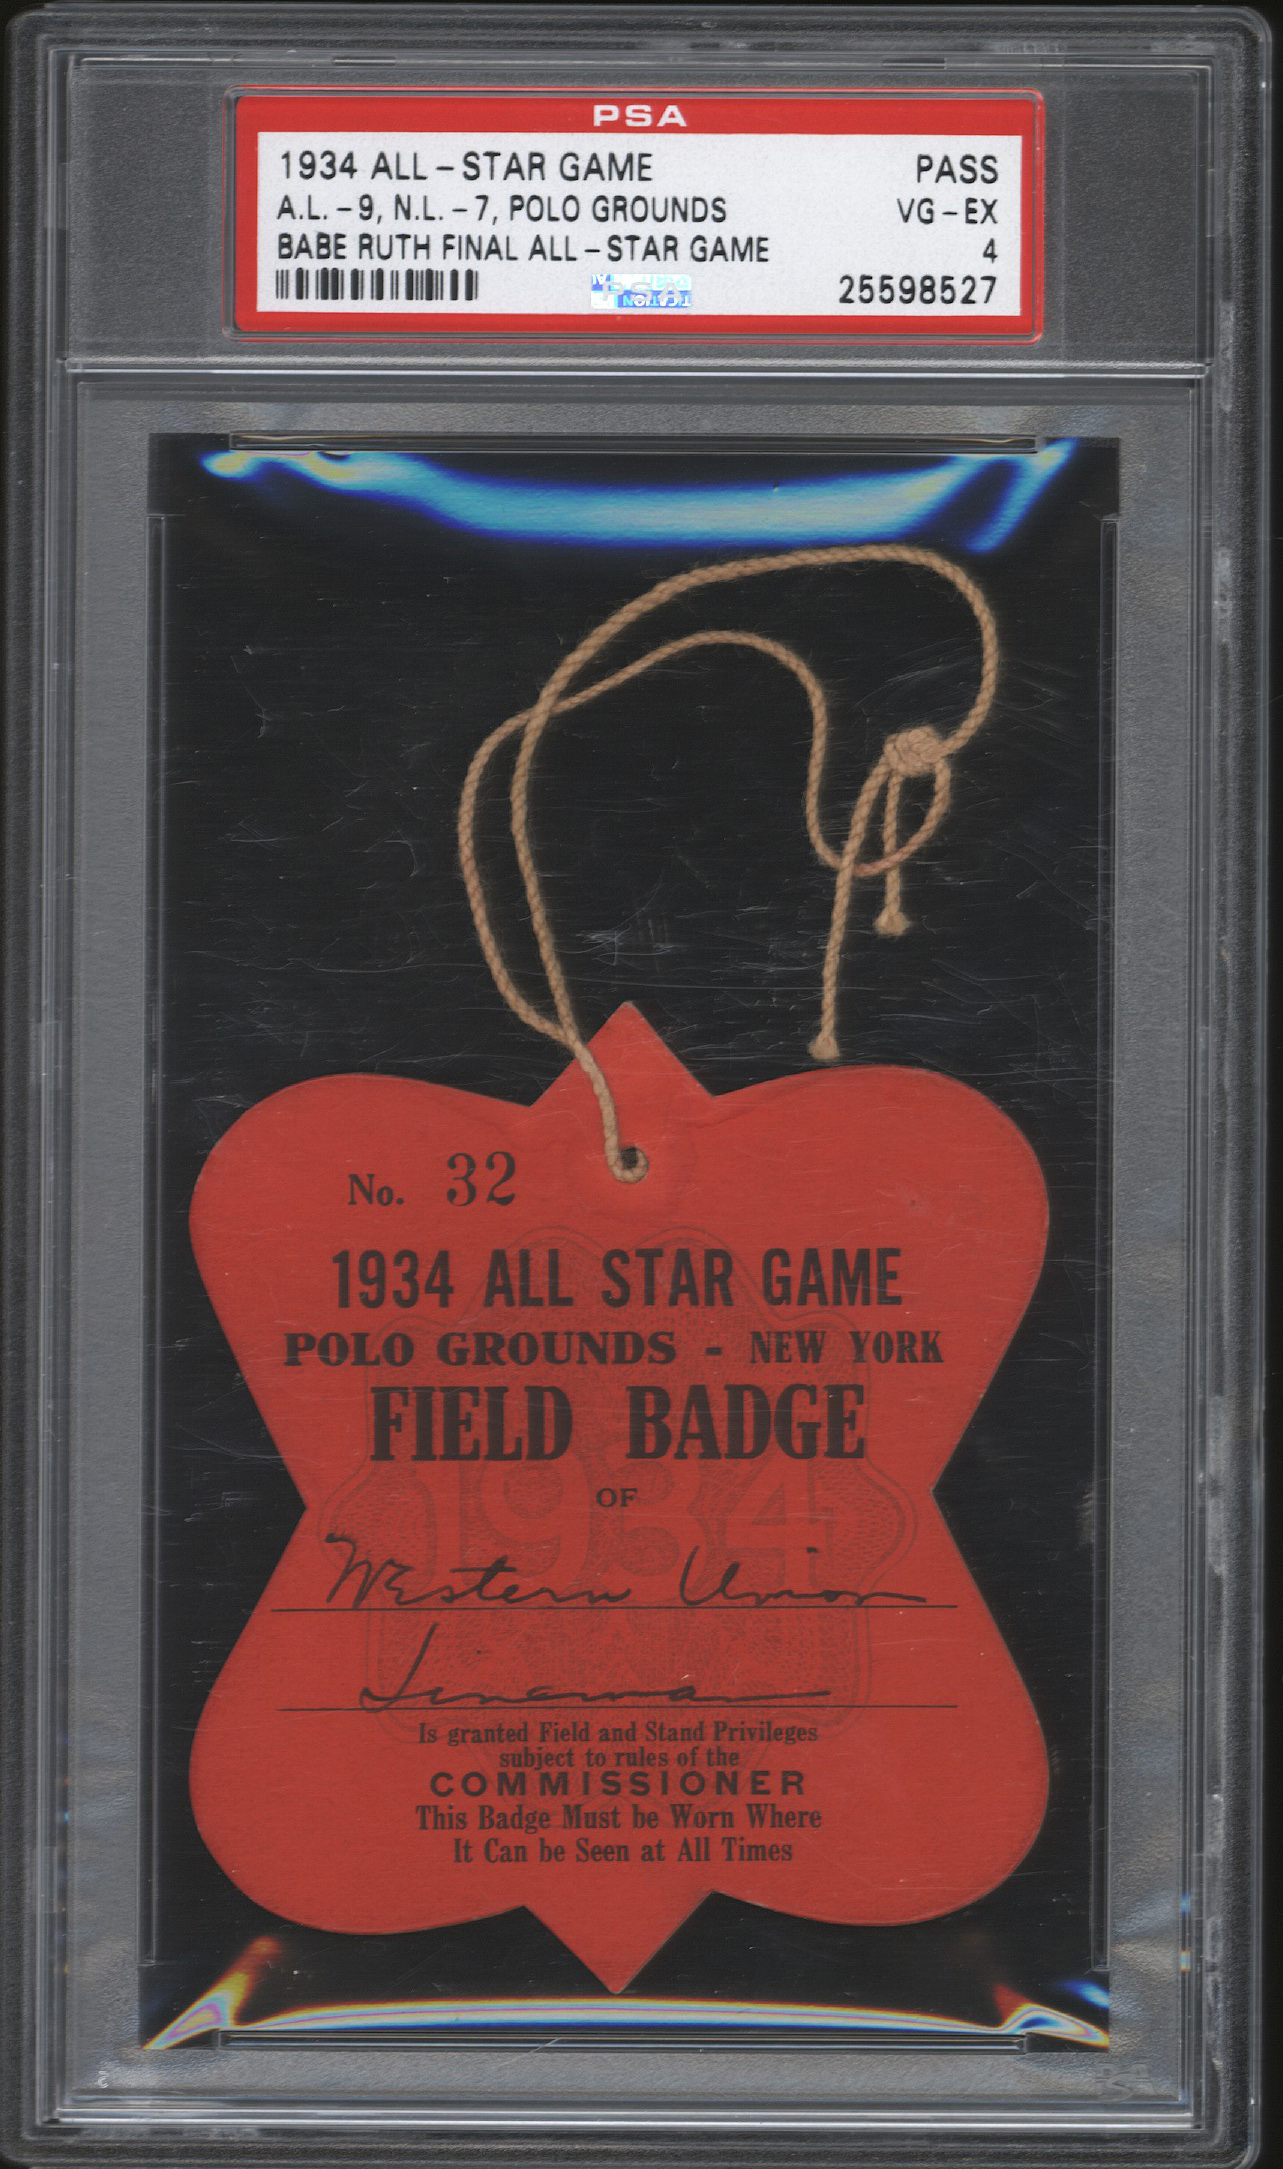 PSA
1934 ALL-STAR GAME PASS
A.L.-9, N.L.-7, POLO GROUNDS VG-EX
BABE RUTH FINAL ALL-STAR GAME 4
PSA 25598527
No. 32
1934 ALL STAR GAME
POLO GROUNDS - NEW YORK
FIELD BADGE
OF
1934
Western Union
Lineman
Is granted Field and Stand Privileges
subject to rules of the
COMMISSIONER
This Badge Must be Worn Where
It Can be Seen at All Times